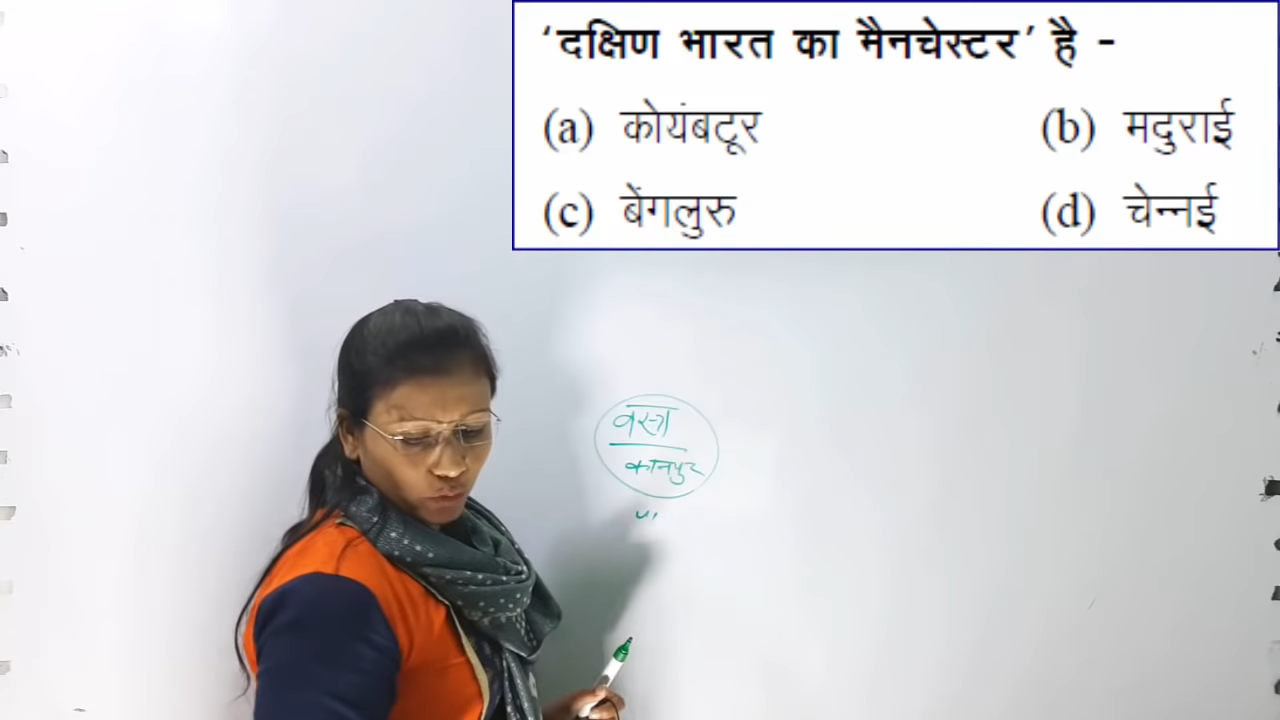 ‘दक्षिण भारत का मैनचेस्टर’ है -
(a) कोयंबटूर (b) मदुराई
(c) बेंगलुरु (d) चेन्नई
वस्त्र
कानपुर